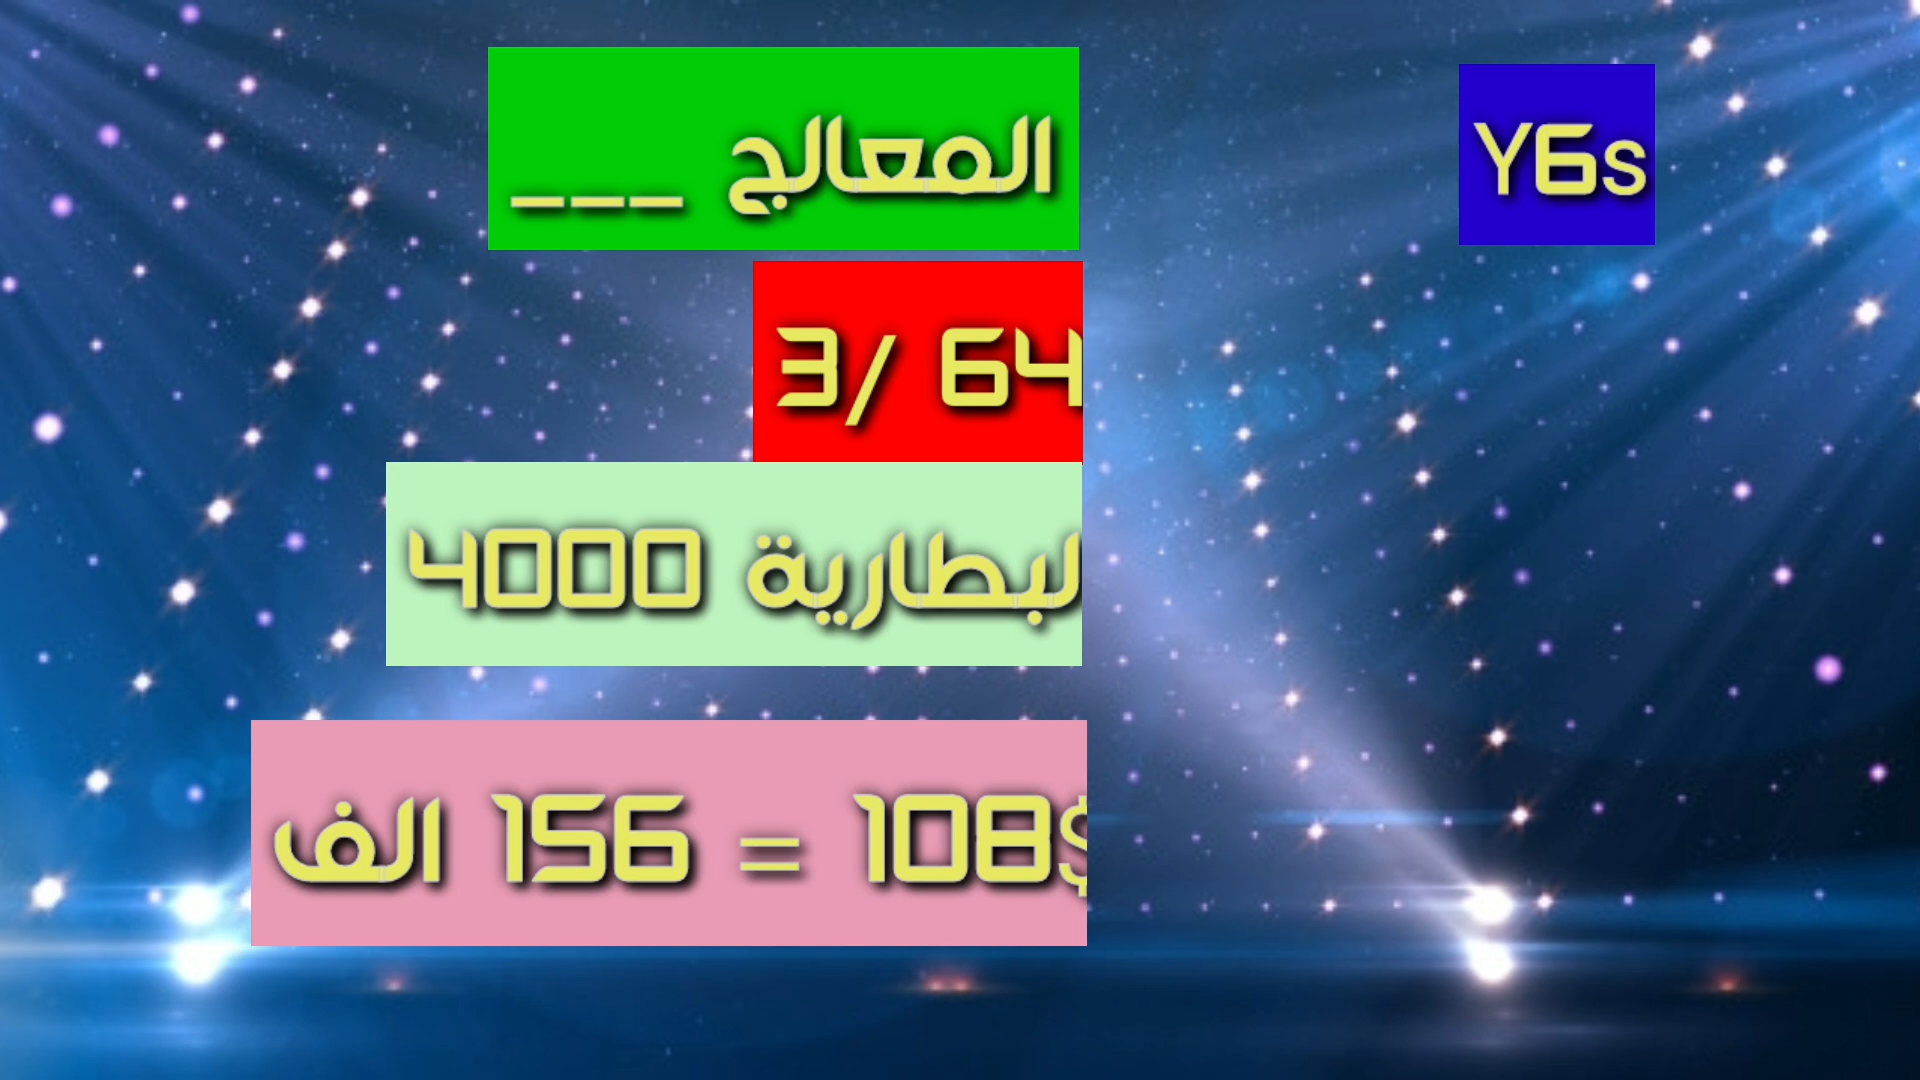 Y6s
المعالج ___
3/ 64
لبطارية 4000
108$ = 156 الف